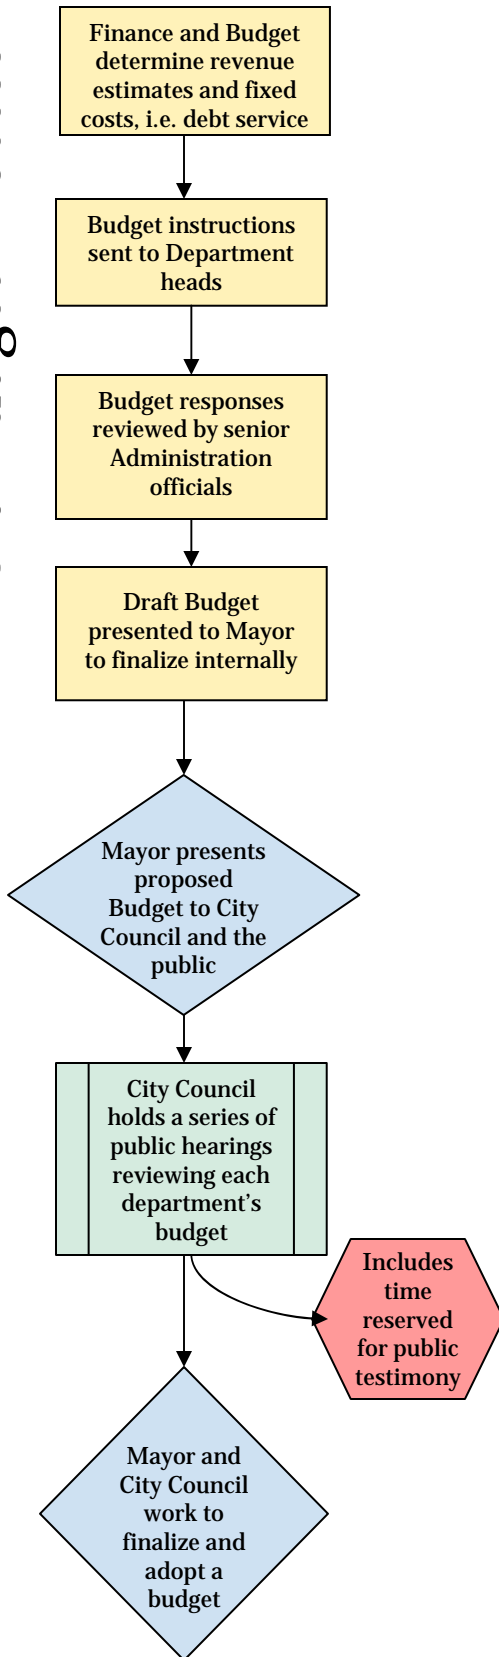 Finance and Budget
determine revenue
estimates and fixed
costs, i.e. debt service
Budget instructions
sent to Department
heads
Budget responses
reviewed by senior
Administration
officials
Draft Budget
presented to Mayor
to finalize internally
Mayor presents
proposed
Budget to City
Council and the
public
City Council
holds a series of
public hearings
reviewing each
department's
budget
Includes
time
reserved
for public
testimony
Mayor and
City Council
work to
finalize and
adopt a
budget